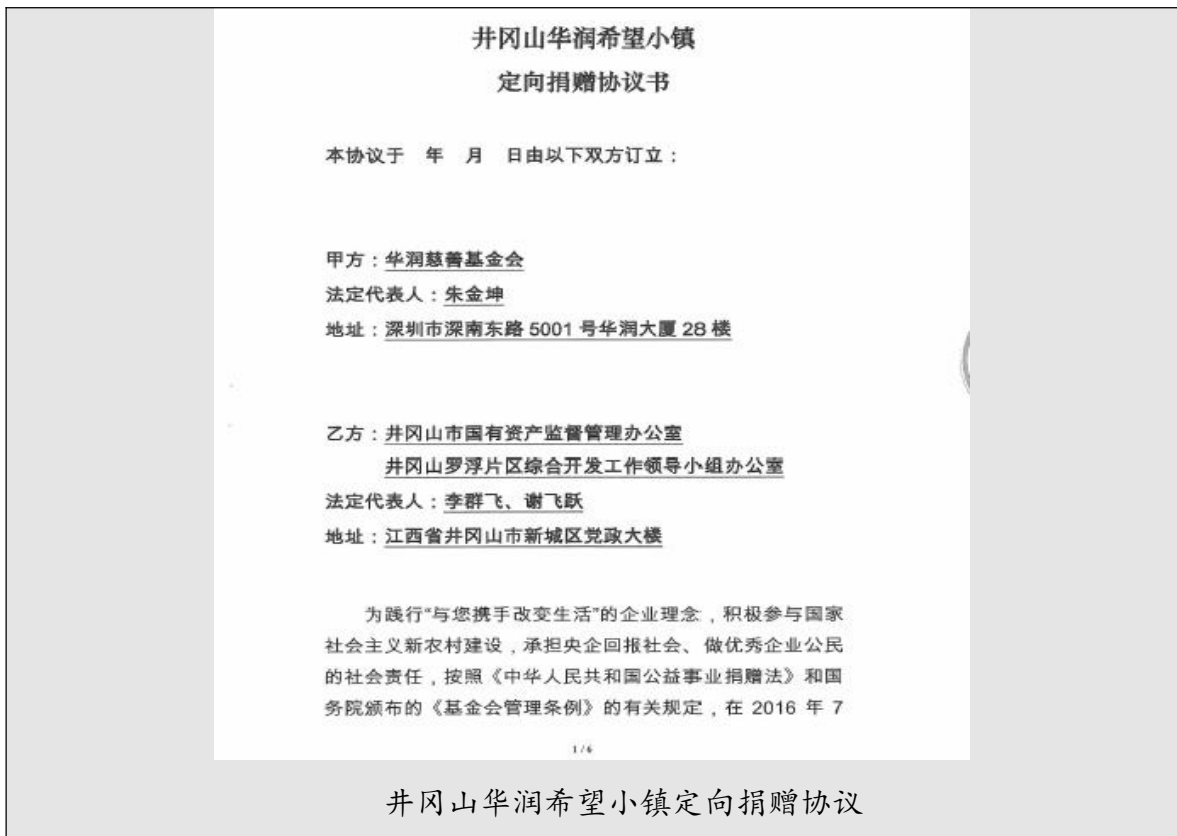 井冈山华润希望小镇
定向捐赠协议书
本协议于 年 月 日由以下双方订立：
甲方：华润慈善基金会
法定代表人：朱金坤
地址：深圳市深南东路 5001 号华润大厦 28 楼
乙方：井冈山市国有资产监督管理办公室
井冈山罗浮片区综合开发工作领导小组办公室
法定代表人：李群飞、谢飞跃
地址：江西省井冈山市新城区党政大楼
为践行“与您携手改变生活”的企业理念，积极参与国家
社会主义新农村建设，承担央企回报社会、做优秀企业公民
的社会责任，按照《中华人民共和国公益事业捐赠法》和国
务院颁布的《基金会管理条例》的有关规定，在 2016 年 7
1 / 6
井冈山华润希望小镇定向捐赠协议